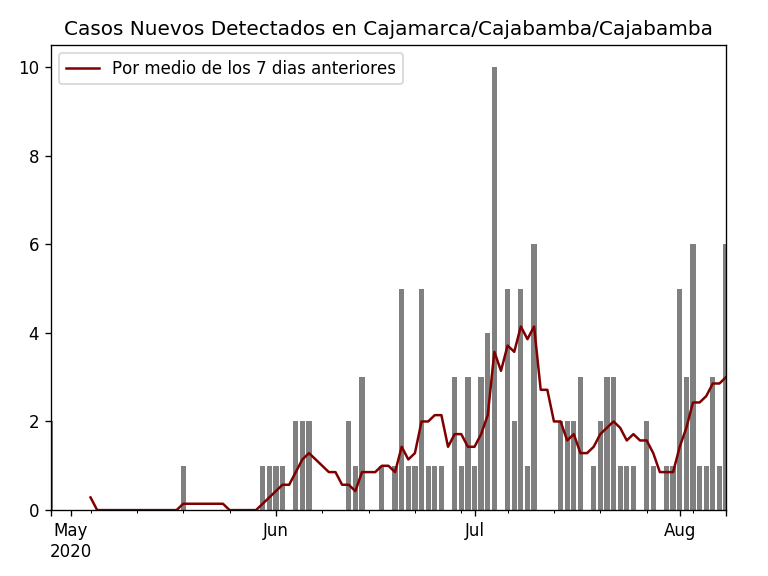 Casos Nuevos Detectados en Cajamarca/Cajabamba/Cajabamba
Por medio de los 7 dias anteriores
10
8
6
4
2
0
May Jun Jul Aug
2020